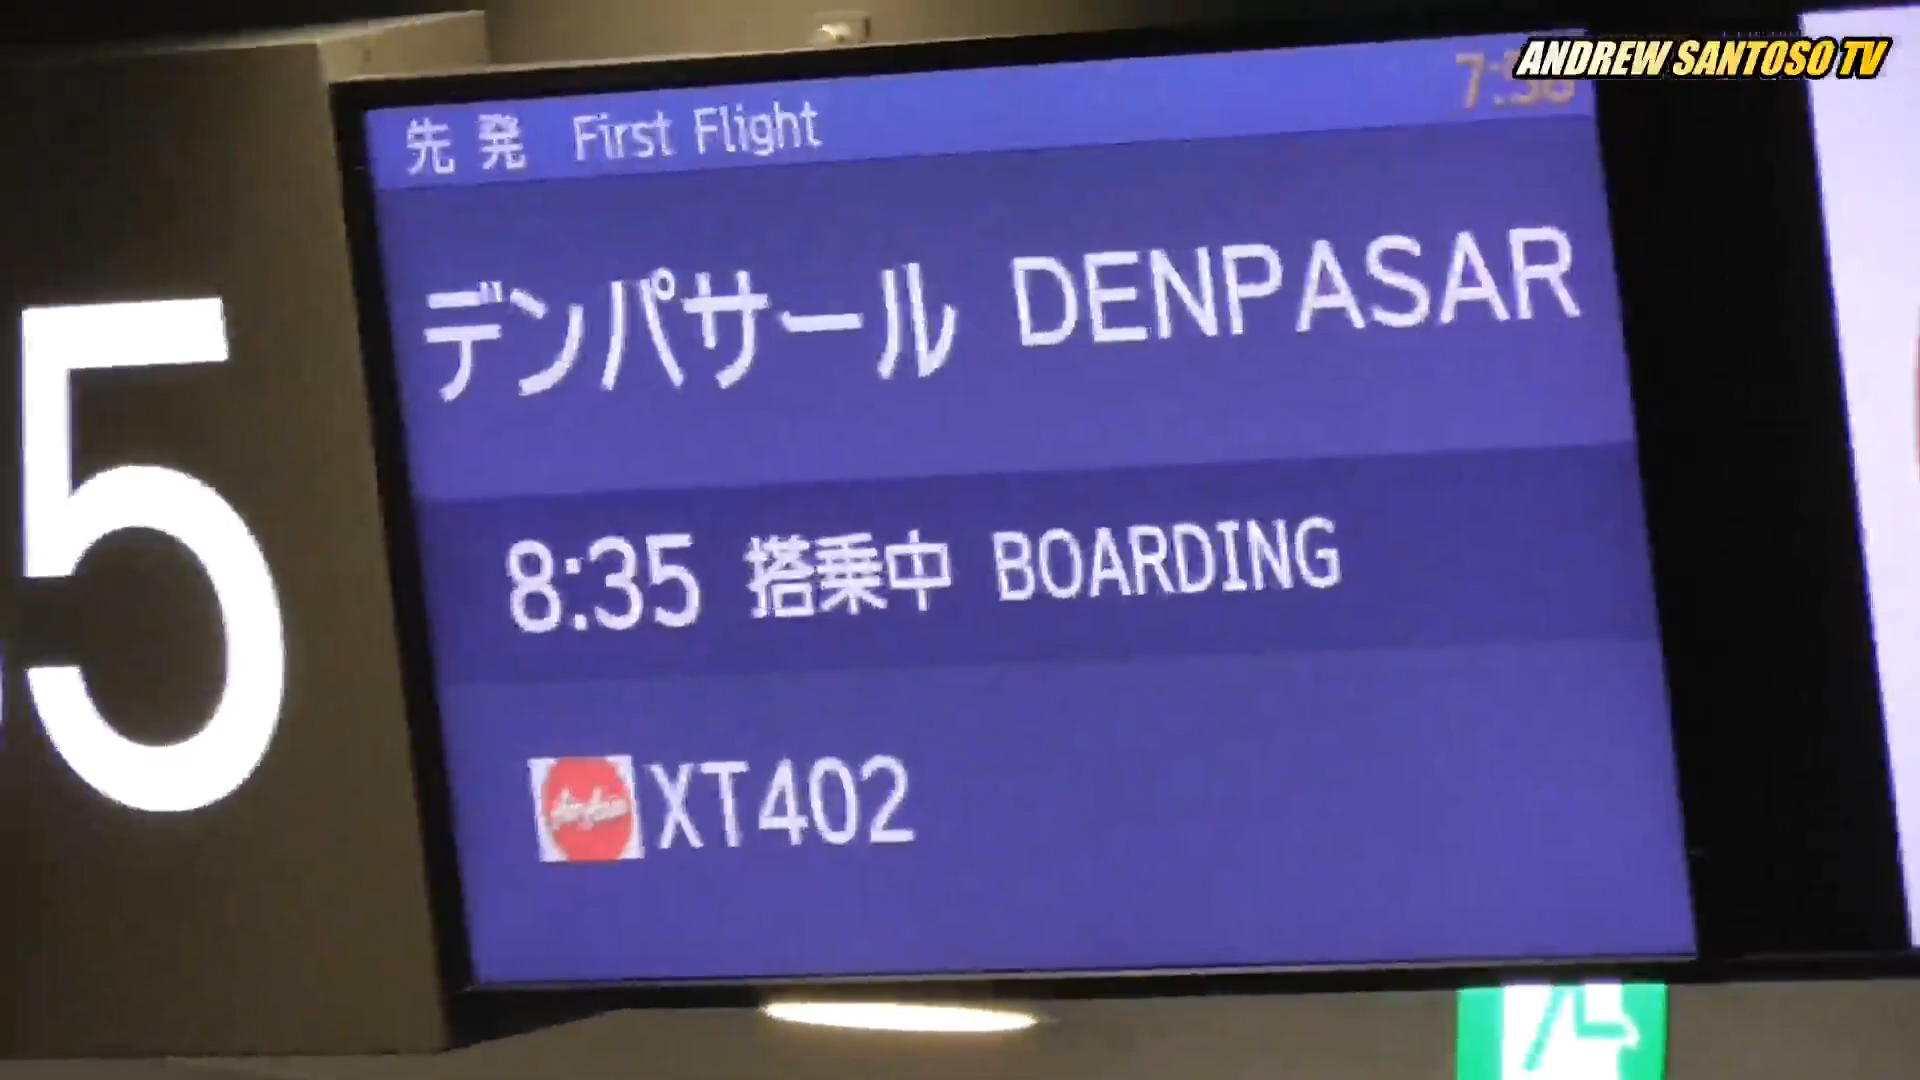 ANDREW SANTOSO TV
先発 First Flight
デンパサール DENPASAR
8:35 搭乗中 BOARDING
AirAsia XT402
5